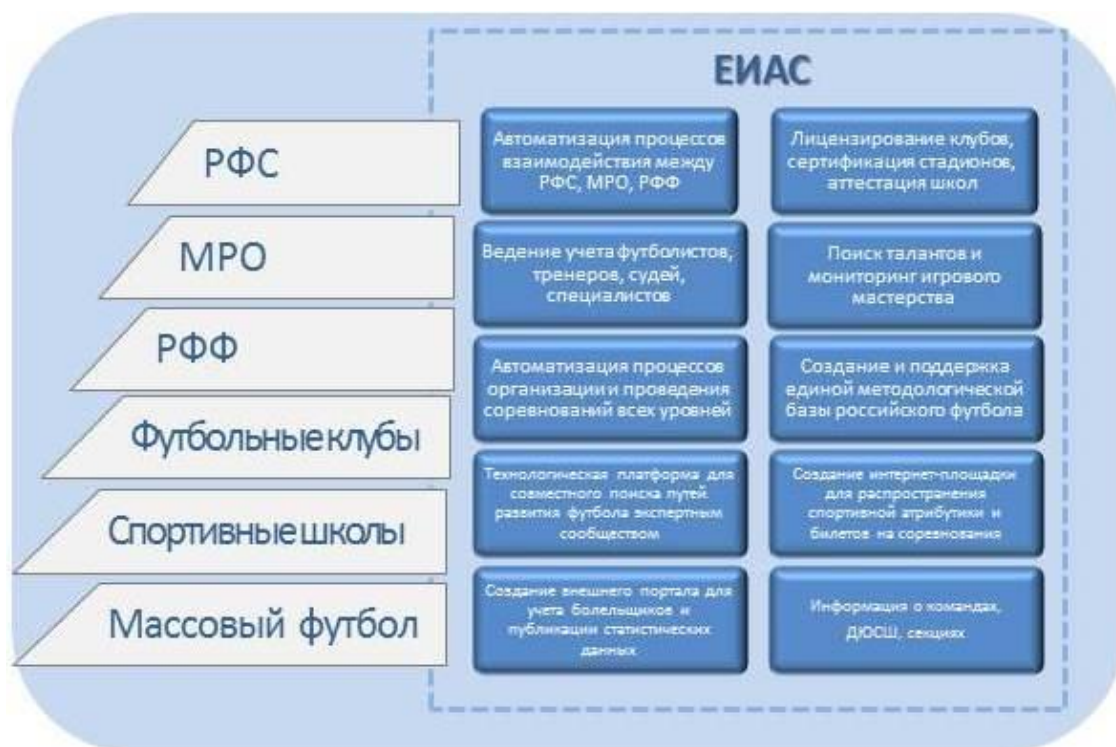 ЕИАС
РФС
МРО
РФФ
Футбольные клубы
Спортивные школы
Массовый футбол
Автоматизация процессов
взаимодействия между
РФС, МРО, РФФ
Лицензирование клубов,
сертификация стадионов,
аттестация школ
Ведение учета футболистов,
тренеров, судей,
специалистов
Поиск талантов и
мониторинг игрового
мастерства
Автоматизация процессов
организации и проведения
соревнований всех уровней
Создание и поддержка
единой методологической
базы российского футбола
Технологическая платформа для
совместного поиска путей
развития футбола экспертным
сообществом
Создание интернет-площадки
для распространения
спортивной атрибутики и
билетов на соревнования
Создание внешнего портала для
учета болельщиков и
публикации статистических
данных
Информация о командах,
ДЮСШ, секциях